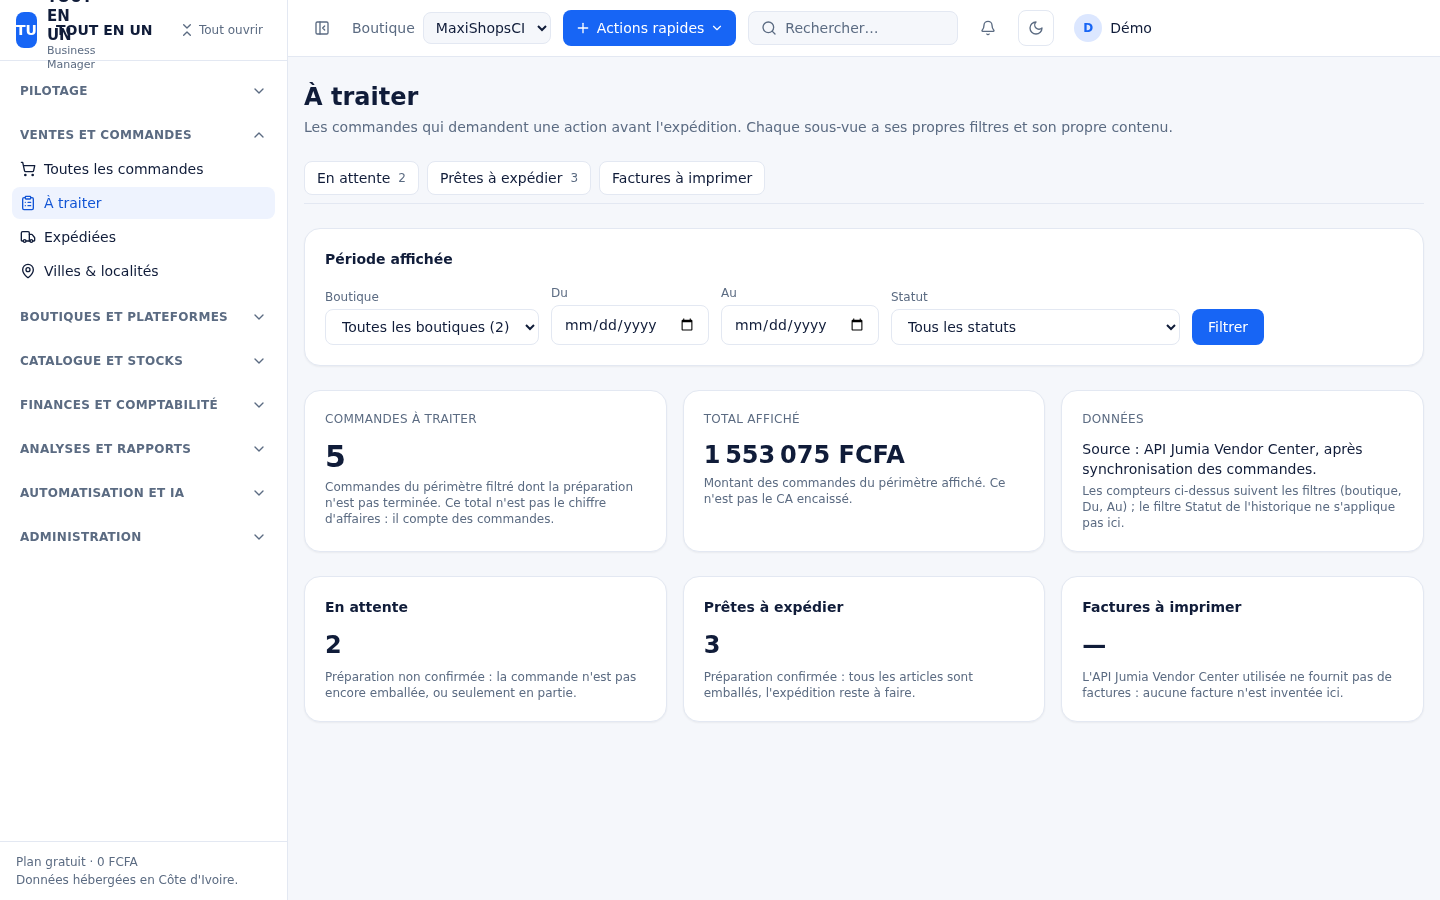 TU
TOUT
EN
UN
TOUT EN UN
Business
Manager
Tout ouvrir
PILOTAGE
VENTES ET COMMANDES
Toutes les commandes
À traiter
Expédiées
Villes & localités
BOUTIQUES ET PLATEFORMES
CATALOGUE ET STOCKS
FINANCES ET COMPTABILITÉ
ANALYSES ET RAPPORTS
AUTOMATISATION ET IA
ADMINISTRATION
Plan gratuit · 0 FCFA
Données hébergées en Côte d'Ivoire.
Boutique
MaxiShopsCI
Actions rapides
Rechercher…
D
Démo
À traiter
Les commandes qui demandent une action avant l'expédition. Chaque sous-vue a ses propres filtres et son propre contenu.
En attente 2
Prêtes à expédier 3
Factures à imprimer
Période affichée
Boutique
Du
Au
Statut
Toutes les boutiques (2)
mm/dd/yyyy
mm/dd/yyyy
Tous les statuts
Filtrer
COMMANDES À TRAITER
5
Commandes du périmètre filtré dont la préparation
n'est pas terminée. Ce total n'est pas le chiffre
d'affaires : il compte des commandes.
TOTAL AFFICHÉ
1 553 075 FCFA
Montant des commandes du périmètre affiché. Ce
n'est pas le CA encaissé.
DONNÉES
Source : API Jumia Vendor Center, après
synchronisation des commandes.
Les compteurs ci-dessus suivent les filtres (boutique,
Du, Au) ; le filtre Statut de l'historique ne s'applique
pas ici.
En attente
2
Préparation non confirmée : la commande n'est pas
encore emballée, ou seulement en partie.
Prêtes à expédier
3
Préparation confirmée : tous les articles sont
emballés, l'expédition reste à faire.
Factures à imprimer
—
L'API Jumia Vendor Center utilisée ne fournit pas de
factures : aucune facture n'est inventée ici.